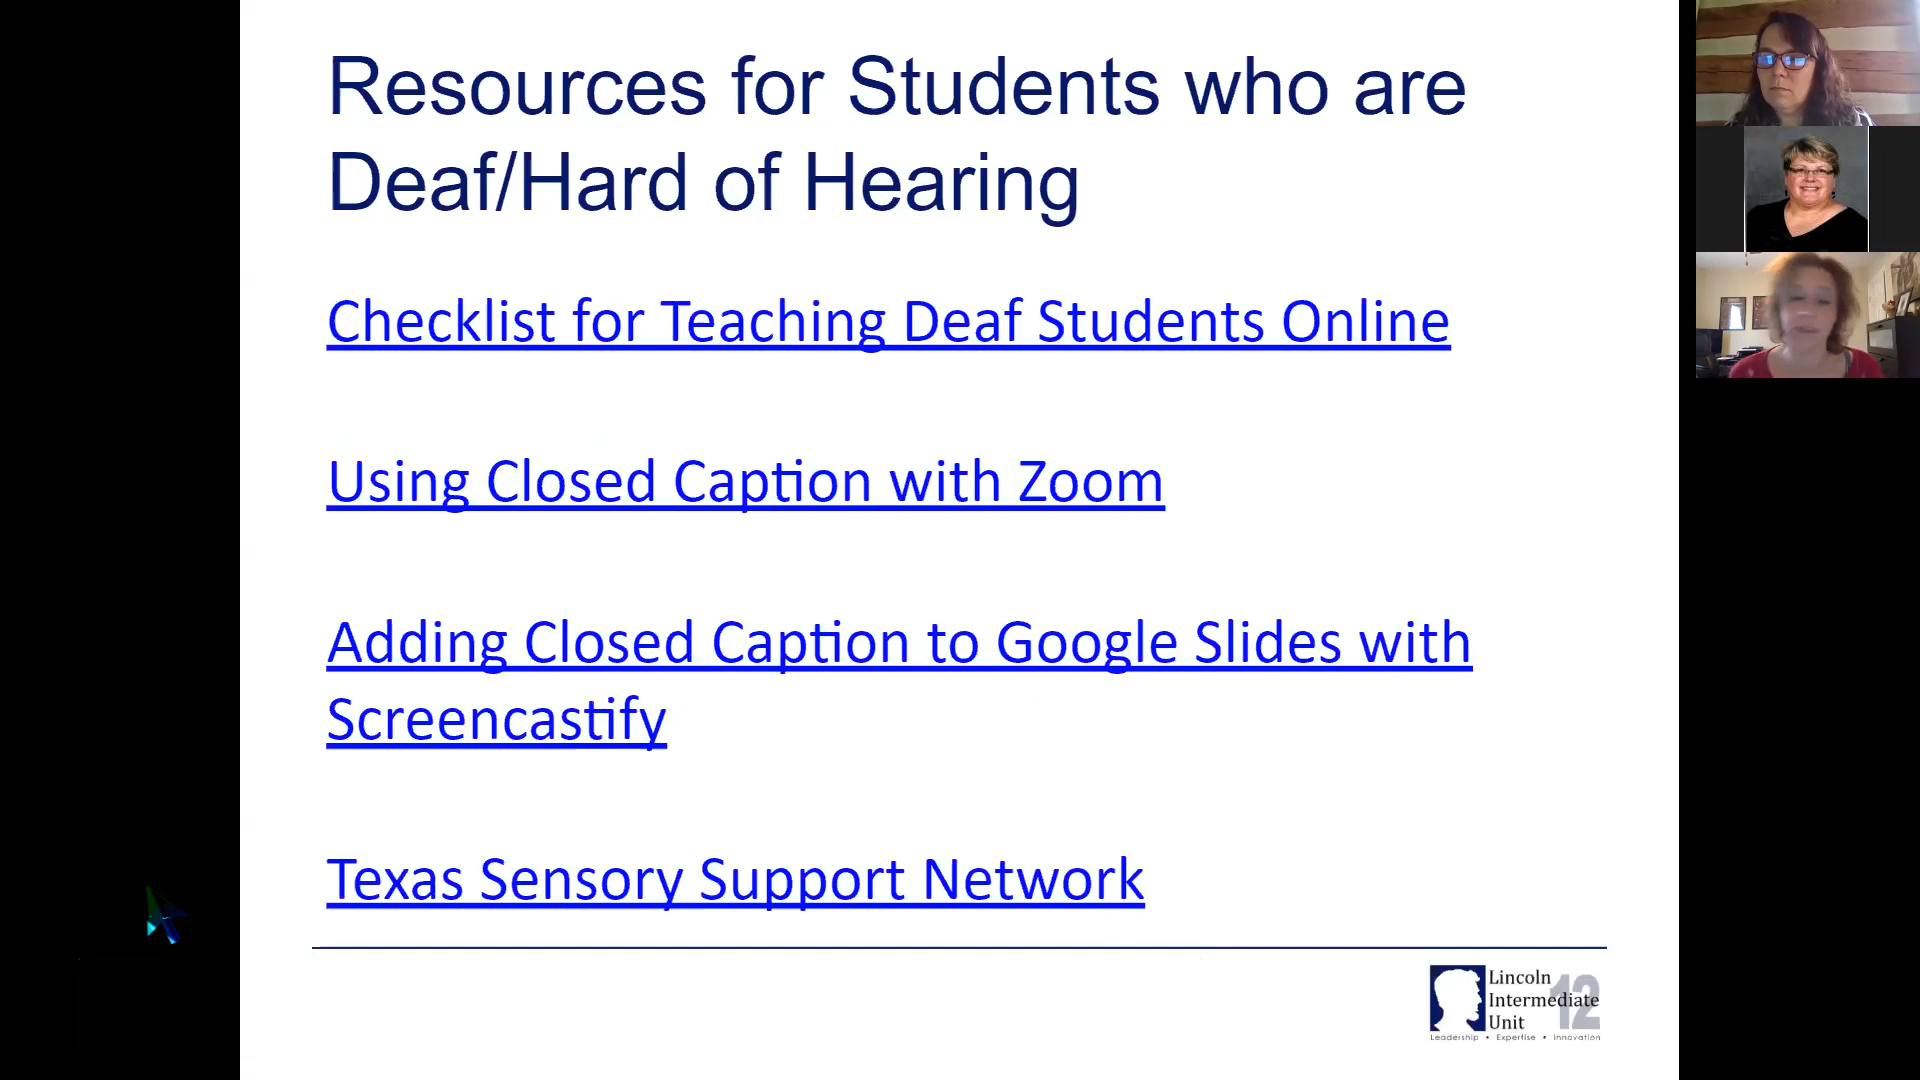 Resources for Students who are
Deaf/Hard of Hearing
Checklist for Teaching Deaf Students Online
Using Closed Caption with Zoom
Adding Closed Caption to Google Slides with
Screencastify
Texas Sensory Support Network
Lincoln
Intermediate
Unit
12
Leadership • Expertise • Innovation